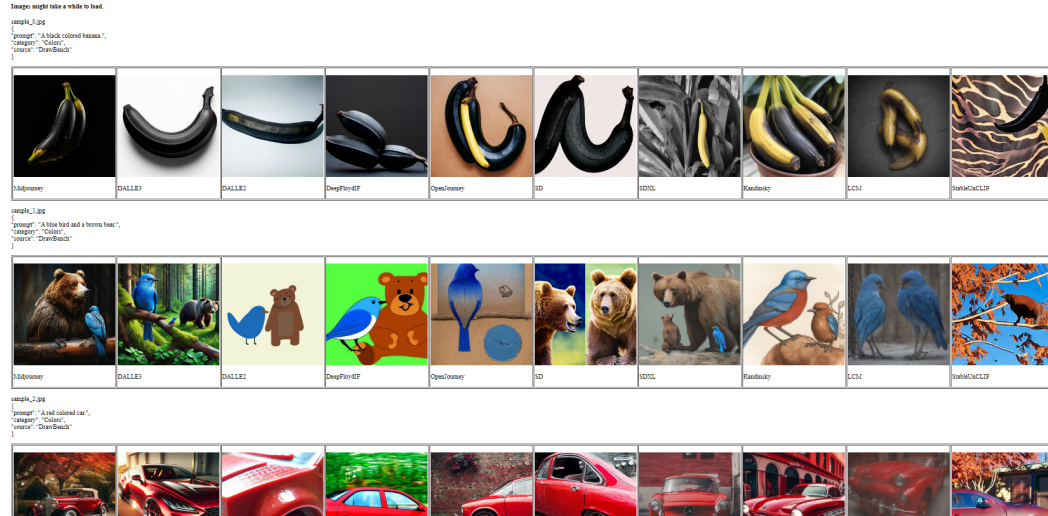 Images might take a while to load.
sample_0.jpg
{
"prompt": "A black colored banana.",
"category": "Colors",
"source": "DrawBench"
}
Midjourney DALLE3 DALLE2 DeepFloydIF OpenJourney SD SDXL Kandinsky LCM StableUnCLIP
sample_1.jpg
{
"prompt": "A blue bird and a brown bear.",
"category": "Colors",
"source": "DrawBench"
}
Midjourney DALLE3 DALLE2 DeepFloydIF OpenJourney SD SDXL Kandinsky LCM StableUnCLIP
sample_2.jpg
{
"prompt": "A red colored car.",
"category": "Colors",
"source": "DrawBench"
}